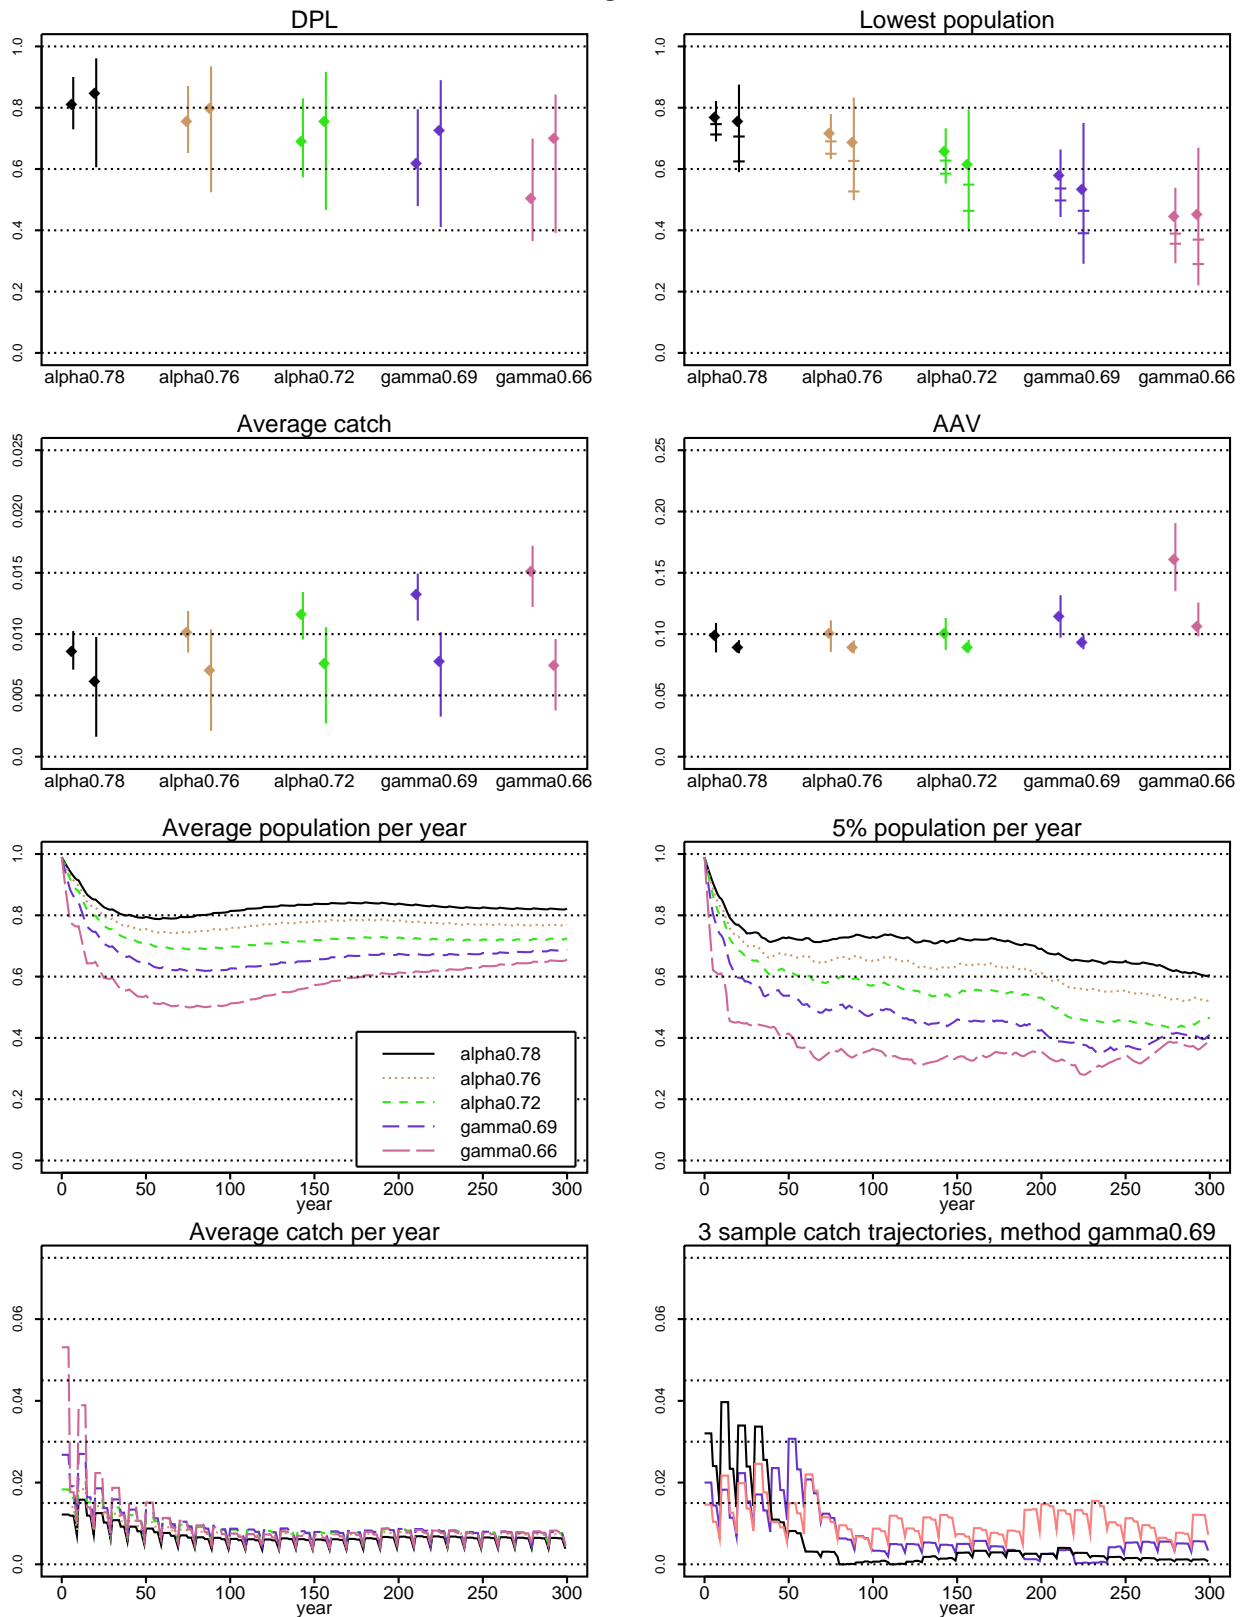 DPL
1.0
0.8
0.6
0.4
0.2
0.0
alpha0.78 alpha0.76 alpha0.72 gamma0.69 gamma0.66
Lowest population
1.0
0.8
0.6
0.4
0.2
0.0
alpha0.78 alpha0.76 alpha0.72 gamma0.69 gamma0.66
Average catch
0.025
0.020
0.015
0.010
0.005
0.0
alpha0.78 alpha0.76 alpha0.72 gamma0.69 gamma0.66
AAV
0.25
0.20
0.15
0.10
0.05
0.0
alpha0.78 alpha0.76 alpha0.72 gamma0.69 gamma0.66
Average population per year
1.0
0.8
0.6
0.4
0.2
0.0
alpha0.78
alpha0.76
alpha0.72
gamma0.69
gamma0.66
0 50 100 150 200 250 300
year
5% population per year
1.0
0.8
0.6
0.4
0.2
0.0
0 50 100 150 200 250 300
year
Average catch per year
0.06
0.04
0.02
0.0
0 50 100 150 200 250 300
year
3 sample catch trajectories, method gamma0.69
0.06
0.04
0.02
0.0
0 50 100 150 200 250 300
year